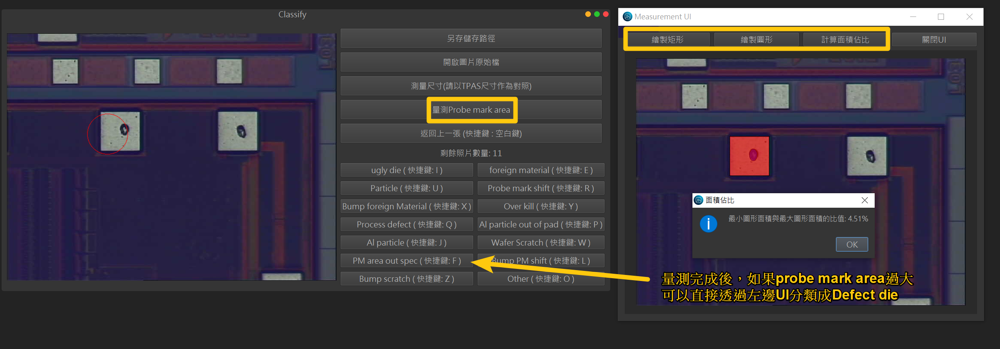 Classify
另存儲存路徑
開啟圖片原始檔
測量尺寸(請以TPAS尺寸作為對照)
量測Probe mark area
返回上一張 (快捷鍵 : 空白鍵)
剩餘照片數量: 11
ugly die ( 快捷鍵: I )
foreign material ( 快捷鍵: E )
Particle ( 快捷鍵: U )
Probe mark shift ( 快捷鍵: R )
Bump foreign Material ( 快捷鍵: X )
Over kill ( 快捷鍵: Y )
Process defect ( 快捷鍵: Q )
Al particle out of pad ( 快捷鍵: P )
Al particle ( 快捷鍵: J )
Wafer Scratch ( 快捷鍵: W )
PM area out spec ( 快捷鍵: F )
Bump PM shift ( 快捷鍵: L )
Bump scratch ( 快捷鍵: Z )
Other ( 快捷鍵: O )
Measurement UI
繪製矩形
繪製圓形
計算面積佔比
關閉UI
面積佔比
最小圖形面積與最大圖形面積的比值: 4.51%
OK
量測完成後，如果probe mark area過大
可以直接透過左邊UI分類成Defect die